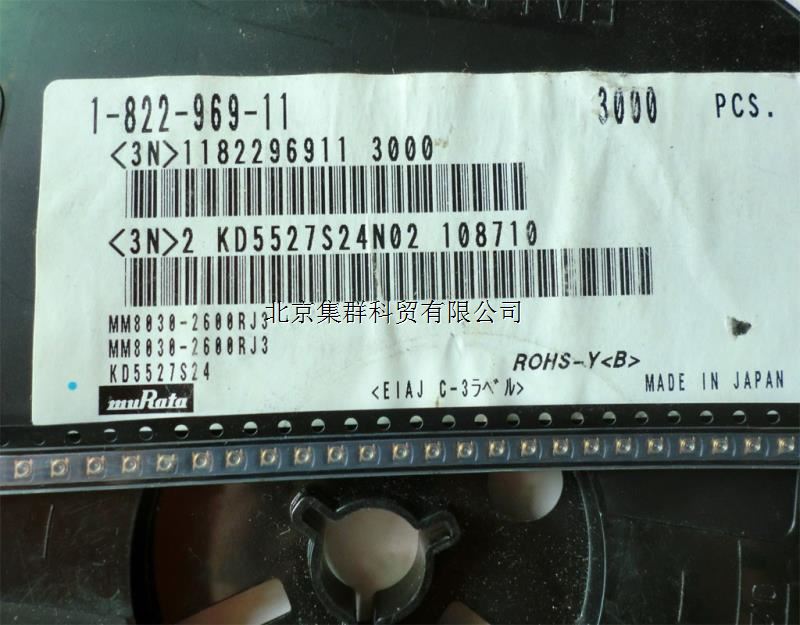 1-822-969-11 3000 PCS.
<3N>1182296911 3000
<3N>2 KD5527S24N02 108710
北京集群科贸有限公司
MM8030-2600RJ3
MM8030-2600RJ3
KD5527S24
ROHS-Y<B>
<EIAJ C-3ラベル>
MADE IN JAPAN
muRata